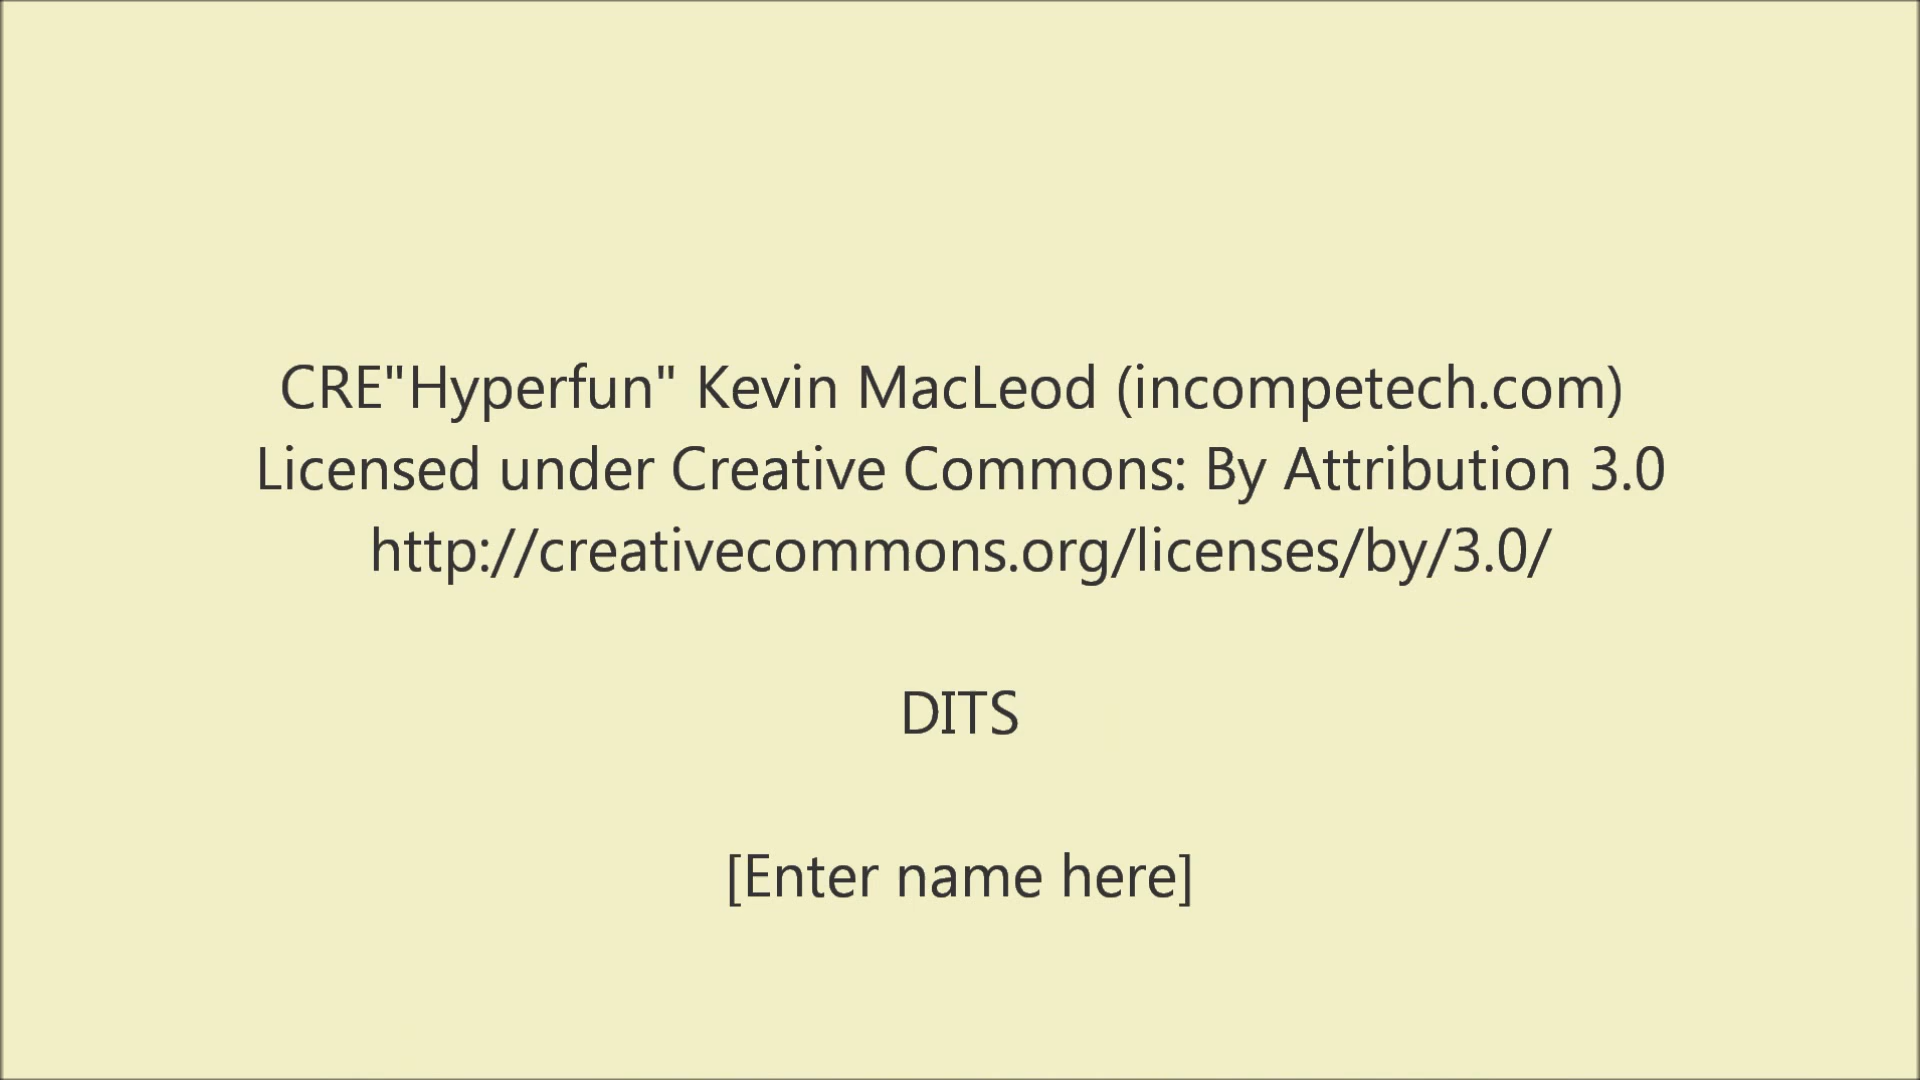 CRE"Hyperfun" Kevin MacLeod (incompetech.com)
Licensed under Creative Commons: By Attribution 3.0
http://creativecommons.org/licenses/by/3.0/
DITS
[Enter name here]